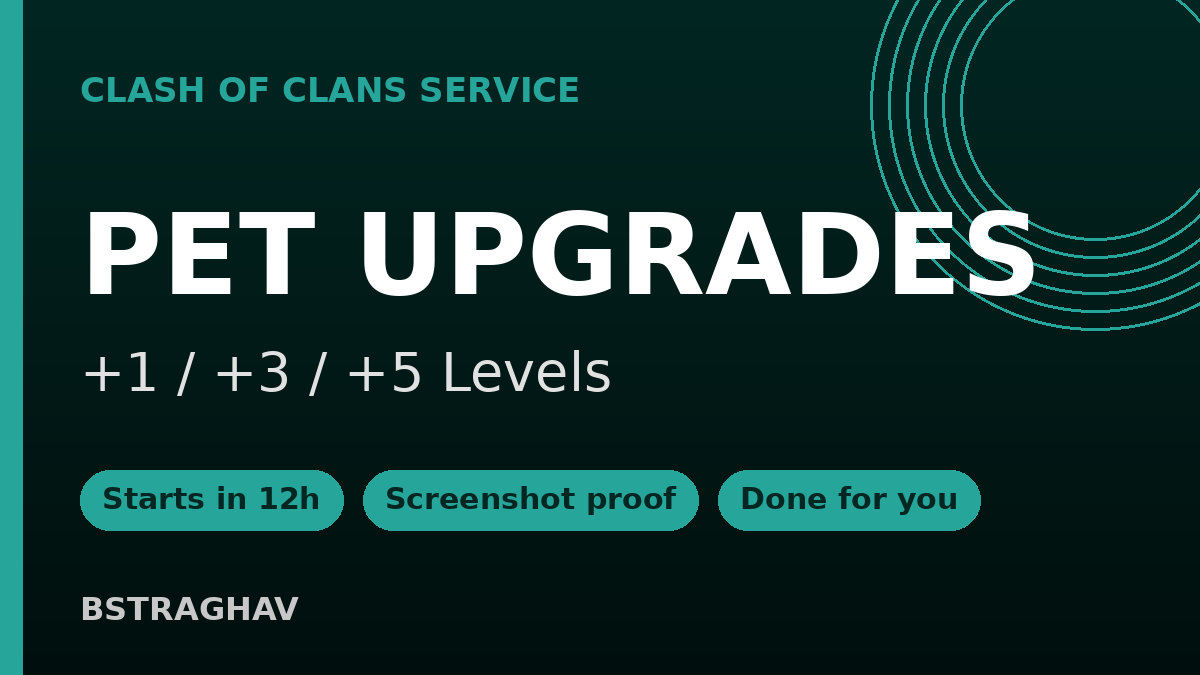 CLASH OF CLANS SERVICE
PET UPGRADES
+1 / +3 / +5 Levels
Starts in 12h Screenshot proof Done for you
BSTRAGHAV